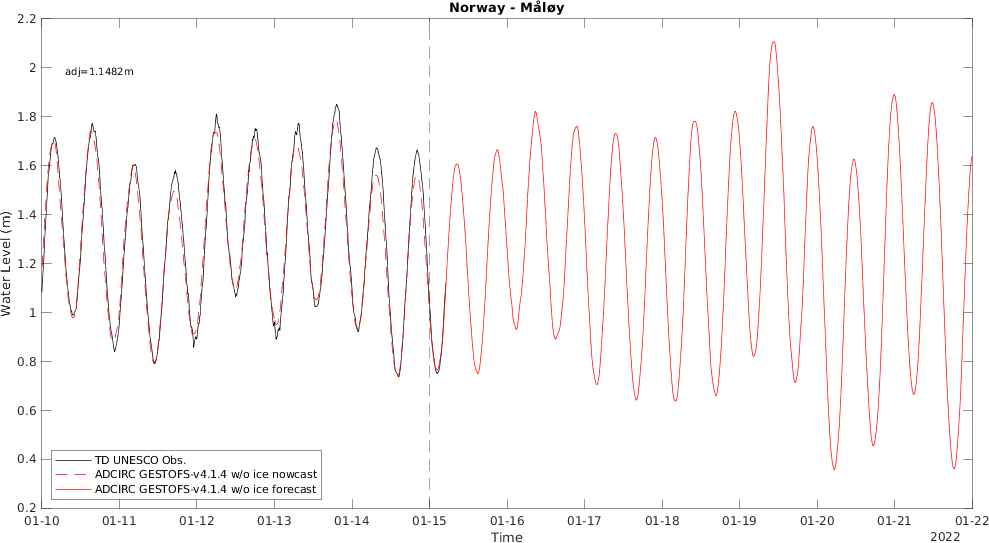 Norway - Måløy
adj=1.1482m
Water Level (m)
2.2
2
1.8
1.6
1.4
1.2
1
0.8
0.6
0.4
0.2
TD UNESCO Obs.
ADCIRC GESTOFS-v4.1.4 w/o ice nowcast
ADCIRC GESTOFS-v4.1.4 w/o ice forecast
01-10 01-11 01-12 01-13 01-14 01-15 01-16 01-17 01-18 01-19 01-20 01-21 01-22
Time
2022